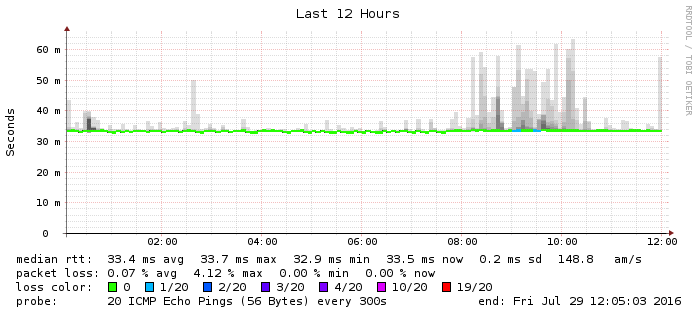 Last 12 Hours
RRDTOOL / TOBI OETIKER
Seconds
60 m
50 m
40 m
30 m
20 m
10 m
0
02:00 04:00 06:00 08:00 10:00 12:00
median rtt: 33.4 ms avg 33.7 ms max 32.9 ms min 33.5 ms now 0.2 ms sd 148.8 am/s
packet loss: 0.07 % avg 4.12 % max 0.00 % min 0.00 % now
loss color: 0 1/20 2/20 3/20 4/20 10/20 19/20
probe: 20 ICMP Echo Pings (56 Bytes) every 300s end: Fri Jul 29 12:05:03 2016